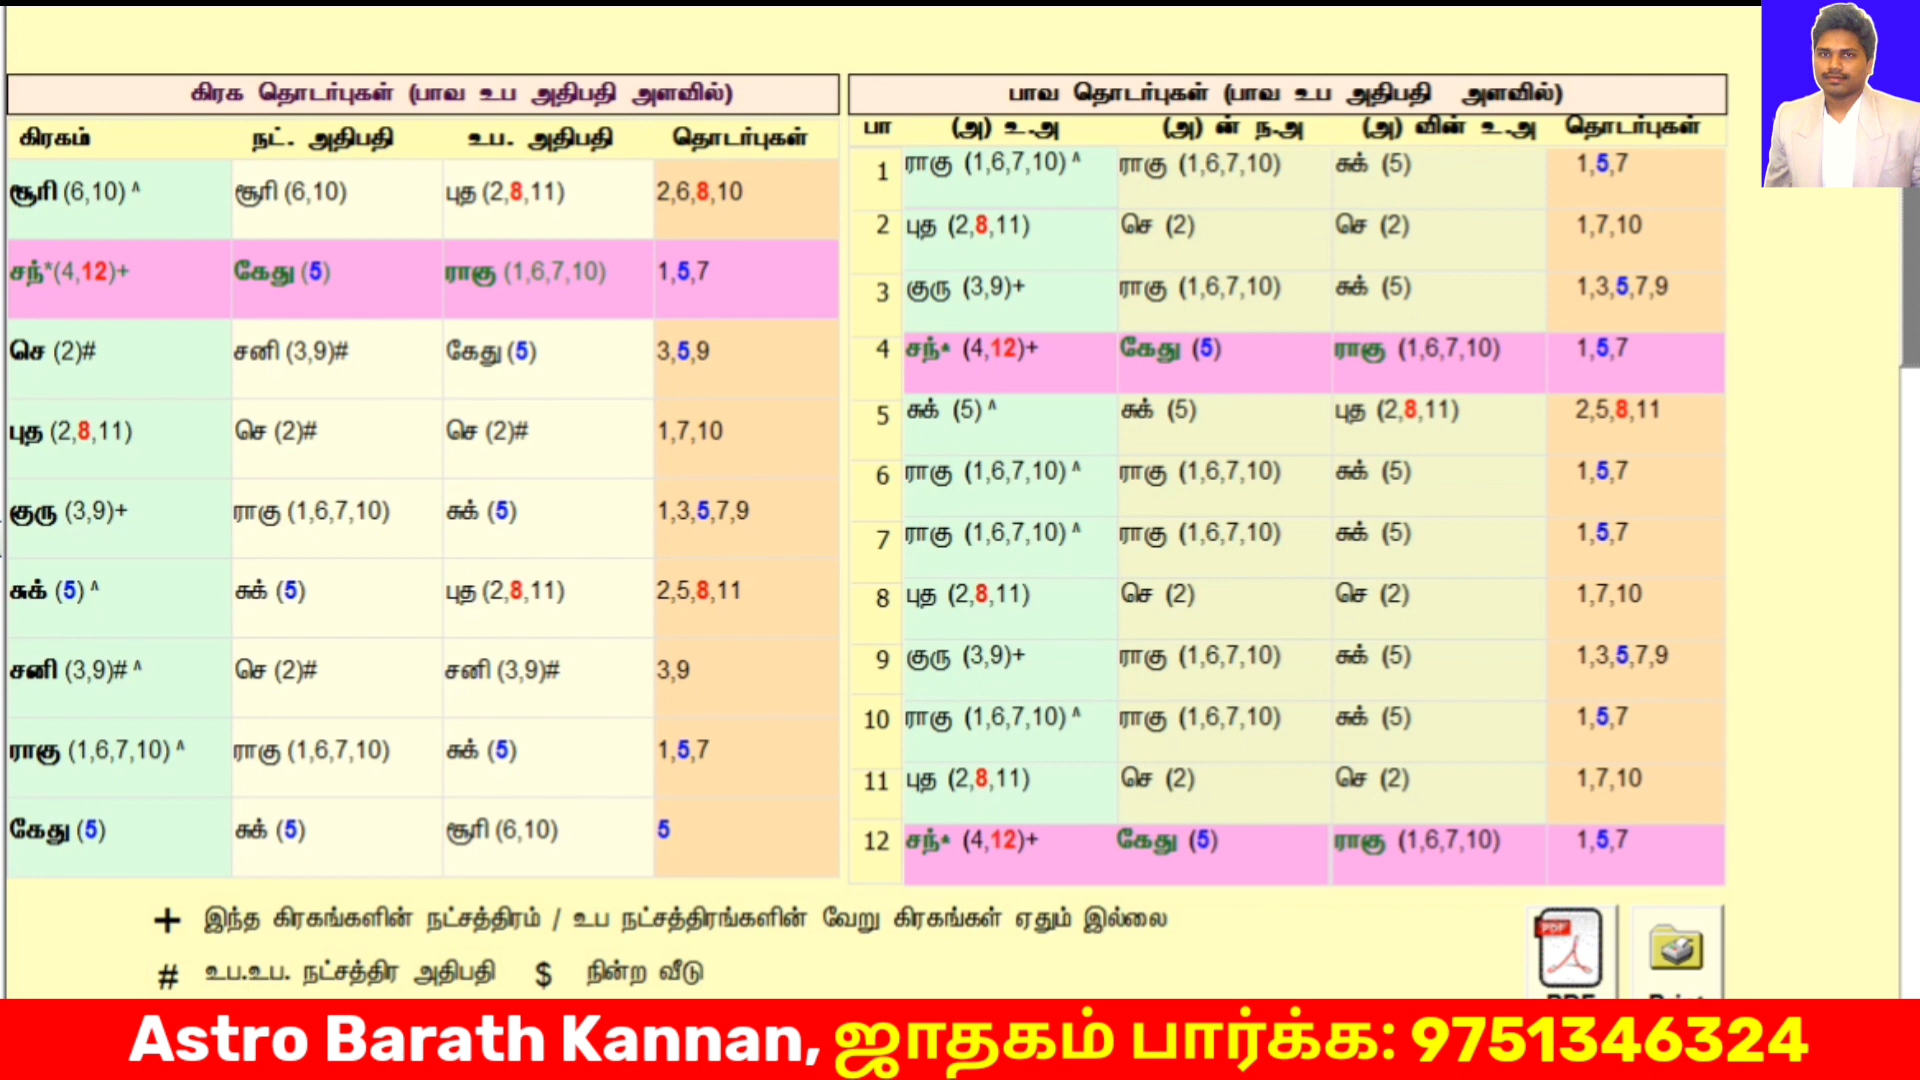 கிரக தொடர்புகள் (பாவ உப அதிபதி அளவில்)
கிரகம் நட். அதிபதி உப. அதிபதி தொடர்புகள்
சூரி (6,10) ^ சூரி (6,10) புத (2,8,11) 2,6,8,10
சந்*(4,12)+ கேது (5) ராகு (1,6,7,10) 1,5,7
செ (2)# சனி (3,9)# கேது (5) 3,5,9
புத (2,8,11) செ (2)# செ (2)# 1,7,10
குரு (3,9)+ ராகு (1,6,7,10) சுக் (5) 1,3,5,7,9
சுக் (5) ^ சுக் (5) புத (2,8,11) 2,5,8,11
சனி (3,9)# ^ செ (2)# சனி (3,9)# 3,9
ராகு (1,6,7,10) ^ ராகு (1,6,7,10) சுக் (5) 1,5,7
கேது (5) சுக் (5) சூரி (6,10) 5
பாவ தொடர்புகள் (பாவ உப அதிபதி அளவில்)
பா (அ) உ.அ (அ) ன் ந.அ (அ) வின் உ.அ தொடர்புகள்
1 ராகு (1,6,7,10) ^ ராகு (1,6,7,10) சுக் (5) 1,5,7
2 புத (2,8,11) செ (2) செ (2) 1,7,10
3 குரு (3,9)+ ராகு (1,6,7,10) சுக் (5) 1,3,5,7,9
4 சந்* (4,12)+ கேது (5) ராகு (1,6,7,10) 1,5,7
5 சுக் (5) ^ சுக் (5) புத (2,8,11) 2,5,8,11
6 ராகு (1,6,7,10) ^ ராகு (1,6,7,10) சுக் (5) 1,5,7
7 ராகு (1,6,7,10) ^ ராகு (1,6,7,10) சுக் (5) 1,5,7
8 புத (2,8,11) செ (2) செ (2) 1,7,10
9 குரு (3,9)+ ராகு (1,6,7,10) சுக் (5) 1,3,5,7,9
10 ராகு (1,6,7,10) ^ ராகு (1,6,7,10) சுக் (5) 1,5,7
11 புத (2,8,11) செ (2) செ (2) 1,7,10
12 சந்* (4,12)+ கேது (5) ராகு (1,6,7,10) 1,5,7
+ இந்த கிரகங்களின் நட்சத்திரம் / உப நட்சத்திரங்களின் வேறு கிரகங்கள் ஏதும் இல்லை
# உப.உப. நட்சத்திர அதிபதி $ நின்ற வீடு
PDF
PDF Print
Astro Barath Kannan, ஜாதகம் பார்க்க: 9751346324